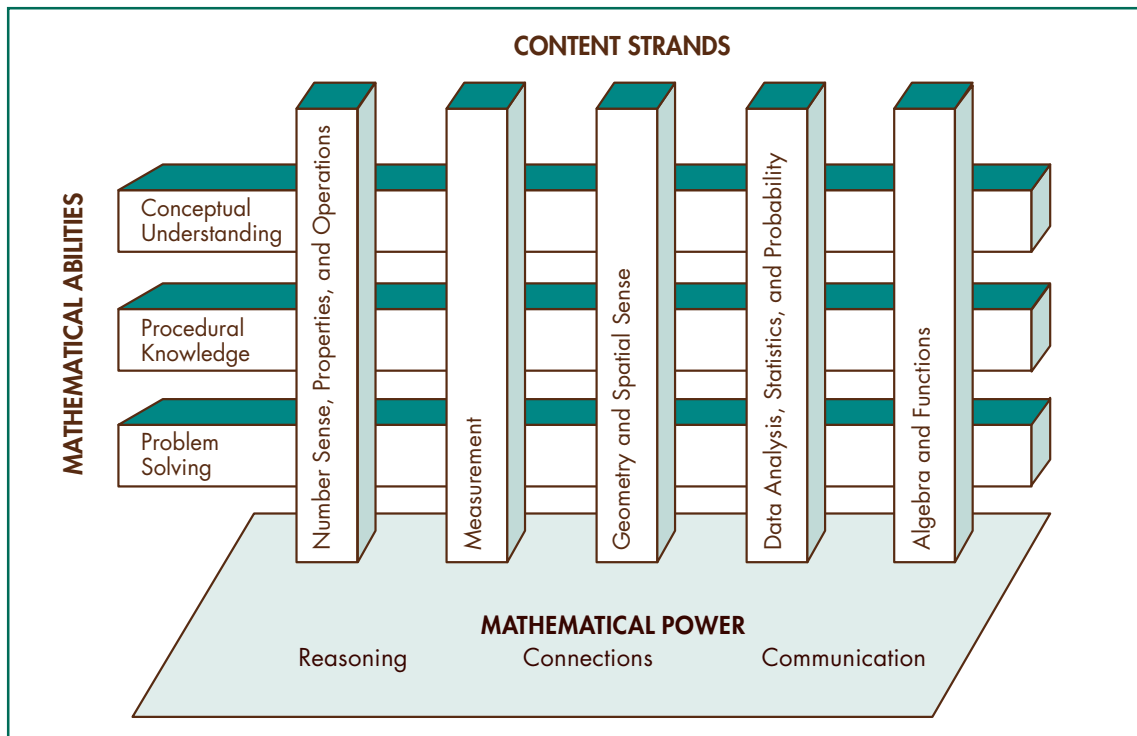 CONTENT STRANDS
MATHEMATICAL ABILITIES
Conceptual
Understanding
Procedural
Knowledge
Problem
Solving
Number Sense, Properties, and Operations
Measurement
Geometry and Spatial Sense
Data Analysis, Statistics, and Probability
Algebra and Functions
MATHEMATICAL POWER
Reasoning Connections Communication